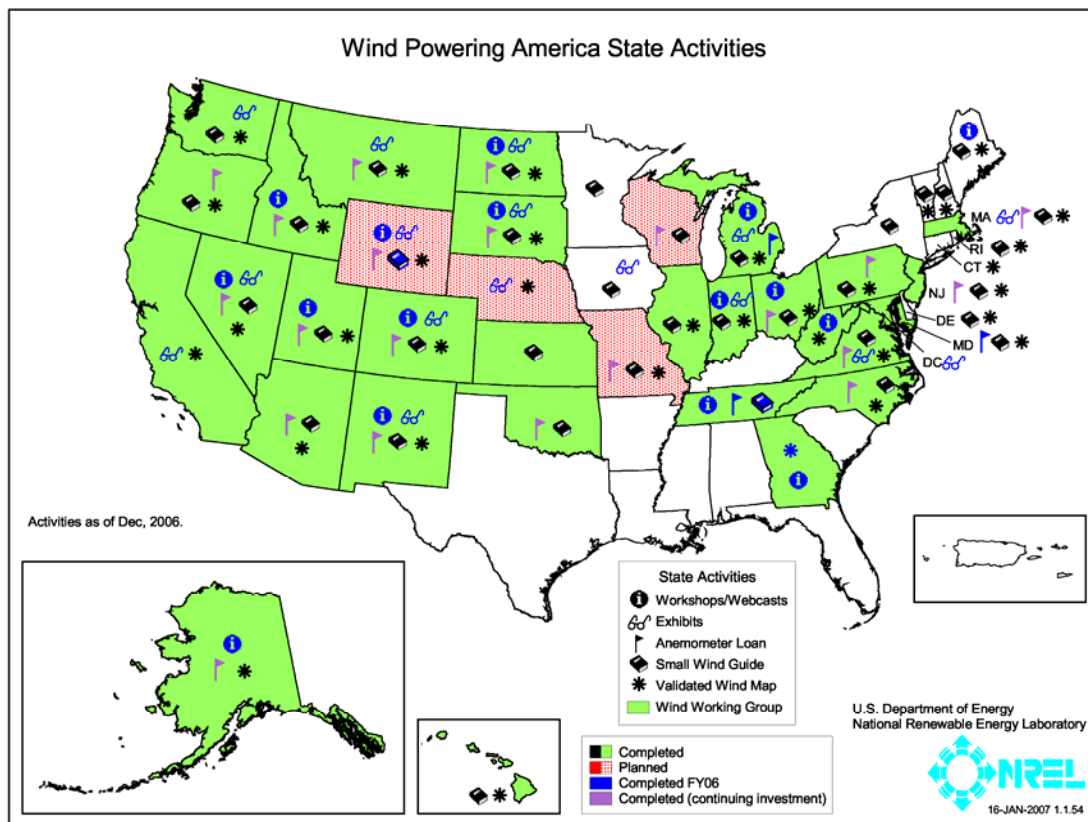 Wind Powering America State Activities
MA
RI
CT
NJ
DE
MD
DC
Activities as of Dec, 2006.
State Activities
Workshops/Webcasts
Exhibits
Anemometer Loan
Small Wind Guide
Validated Wind Map
Wind Working Group
Completed
Planned
Completed FY06
Completed (continuing investment)
U.S. Department of Energy
National Renewable Energy Laboratory
NREL
16-JAN-2007 1.1.54